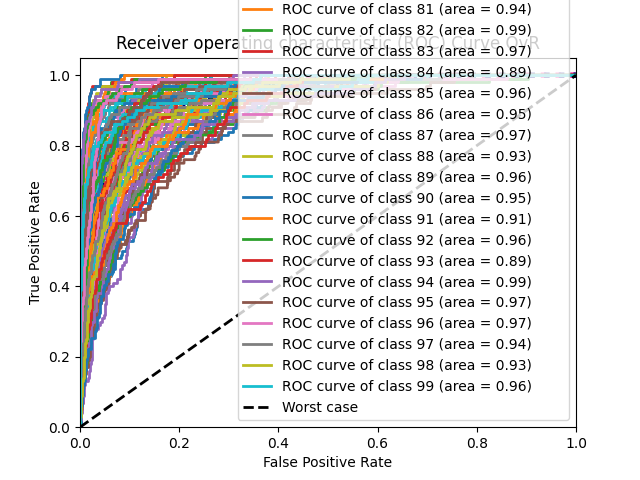 ROC curve of class 81 (area = 0.94)
ROC curve of class 82 (area = 0.99)
Receiver operating characteristic (ROC) Curve OvR
ROC curve of class 83 (area = 0.97)
ROC curve of class 84 (area = 0.89)
ROC curve of class 85 (area = 0.96)
ROC curve of class 86 (area = 0.95)
ROC curve of class 87 (area = 0.97)
ROC curve of class 88 (area = 0.93)
ROC curve of class 89 (area = 0.96)
ROC curve of class 90 (area = 0.95)
ROC curve of class 91 (area = 0.91)
ROC curve of class 92 (area = 0.96)
ROC curve of class 93 (area = 0.89)
ROC curve of class 94 (area = 0.99)
ROC curve of class 95 (area = 0.97)
ROC curve of class 96 (area = 0.97)
ROC curve of class 97 (area = 0.94)
ROC curve of class 98 (area = 0.93)
ROC curve of class 99 (area = 0.96)
Worst case
True Positive Rate
1.0
0.8
0.6
0.4
0.2
0.0
0.0 0.2 0.4 0.6 0.8 1.0
False Positive Rate